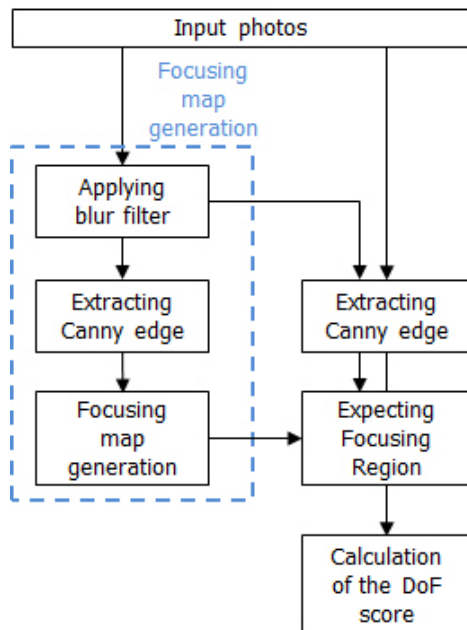 Input photos
Focusing
map
generation
Applying
blur filter
Extracting
Canny edge
Extracting
Canny edge
Focusing
map
generation
Expecting
Focusing
Region
Calculation
of the DoF
score